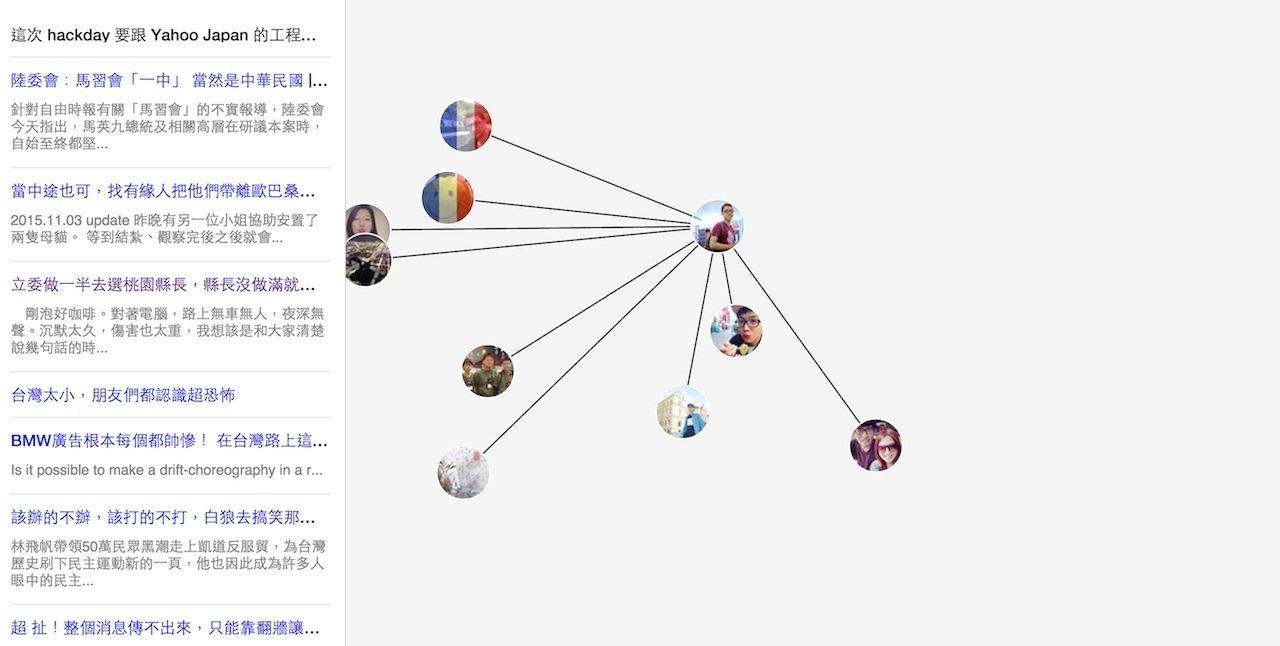 這次 hackday 要跟 Yahoo Japan 的工程...
陸委會：馬習會「一中」 當然是中華民國 |...
針對自由時報有關「馬習會」的不實報導，陸委會
今天指出，馬英九總統及相關高層在研議本案時，
自始至終都堅...
當中途也可，找有緣人把他們帶離歐巴桑...
2015.11.03 update 昨晚有另一位小姐協助安置了
兩隻母貓。 等到結紮、觀察完後之後就會...
立委做一半去選桃園縣長，縣長沒做滿就...
剛泡好咖啡。對著電腦，路上無車無人，夜深無
聲。沉默太久，傷害也太重，我想該是和大家清楚
說幾句話的時...
台灣太小，朋友們都認識超恐怖
BMW廣告根本每個都帥慘！ 在台灣路上這...
Is it possible to make a drift-choreography in a r...
該辦的不辦，該打的不打，白狼去搞笑那...
林飛帆帶領50萬民眾黑潮走上凱道反服貿，為台灣
歷史刷下民主運動新的一頁，他也因此成為許多人
眼中的民主...
超 扯！整個消息傳不出來，只能靠翻牆讓...